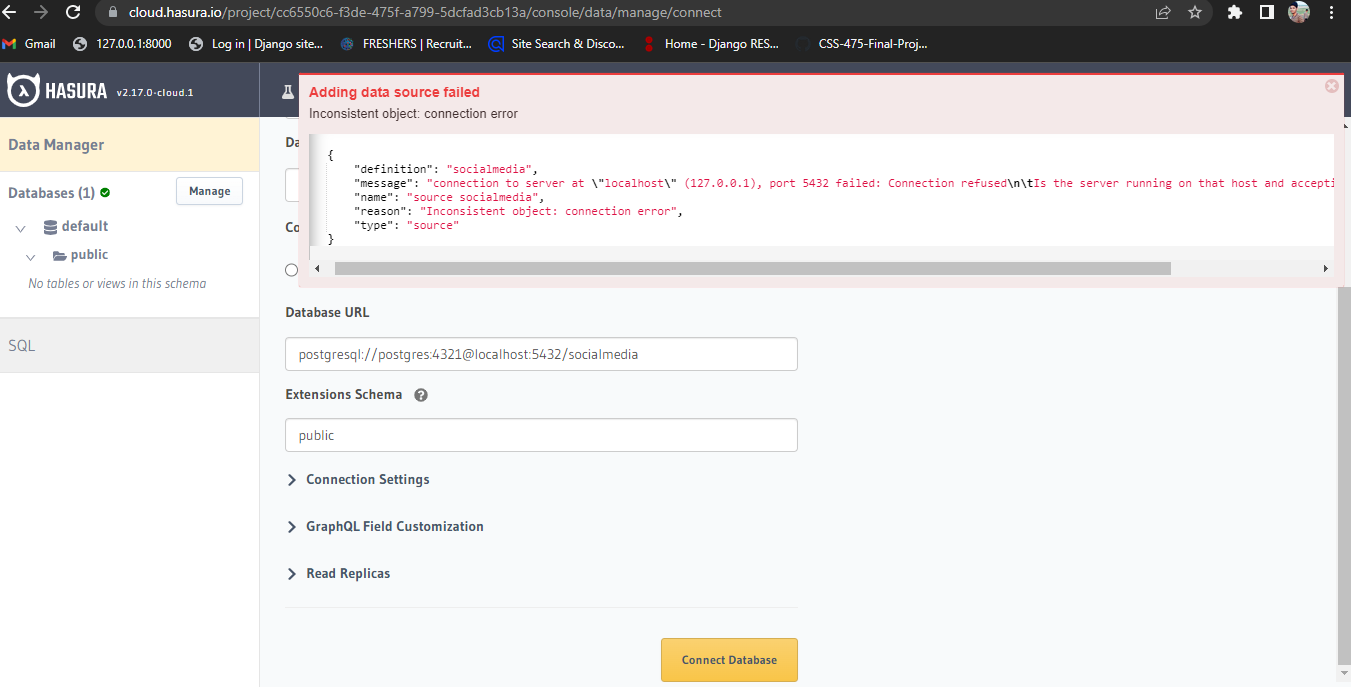 cloud.hasura.io/project/cc6550c6-f3de-475f-a799-5dcfad3cb13a/console/data/manage/connect
Gmail 127.0.0.1:8000 Log in | Django site... FRESHERS | Recruit... Site Search & Disco... Home - Django RES... CSS-475-Final-Proj...
HASURA v2.17.0-cloud.1
Adding data source failed
Inconsistent object: connection error
{
"definition": "socialmedia",
"message": "connection to server at \"localhost\" (127.0.0.1), port 5432 failed: Connection refused\n\tIs the server running on that host and accepti
"name": "source socialmedia",
"reason": "Inconsistent object: connection error",
"type": "source"
}
Data Manager
Databases (1)
Manage
default
public
No tables or views in this schema
SQL
Da
Co
Database URL
postgresql://postgres:4321@localhost:5432/socialmedia
Extensions Schema ?
public
Connection Settings
GraphQL Field Customization
Read Replicas
Connect Database